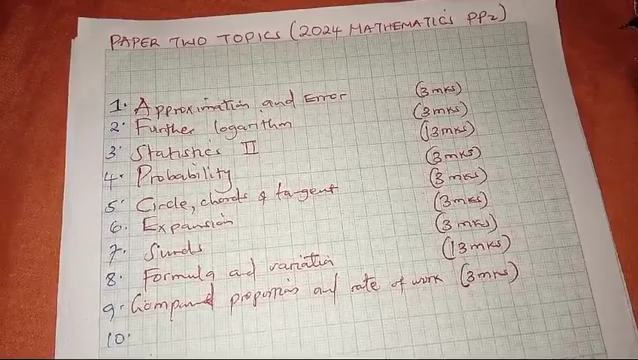 PAPER TWO TOPICS (2024 MATHEMATICS PP2)
1. Approximation and Error (3mks)
2. Further logarithm (3mks)
3. Statistics II (13mks)
4. Probability (3mks)
5. Circle, chords & tangent (3mks)
6. Expansion (3mks)
7. Surds (3mks)
8. Formula and variation (13mks)
9. Compound proportions and rate of work (3mks)
10.